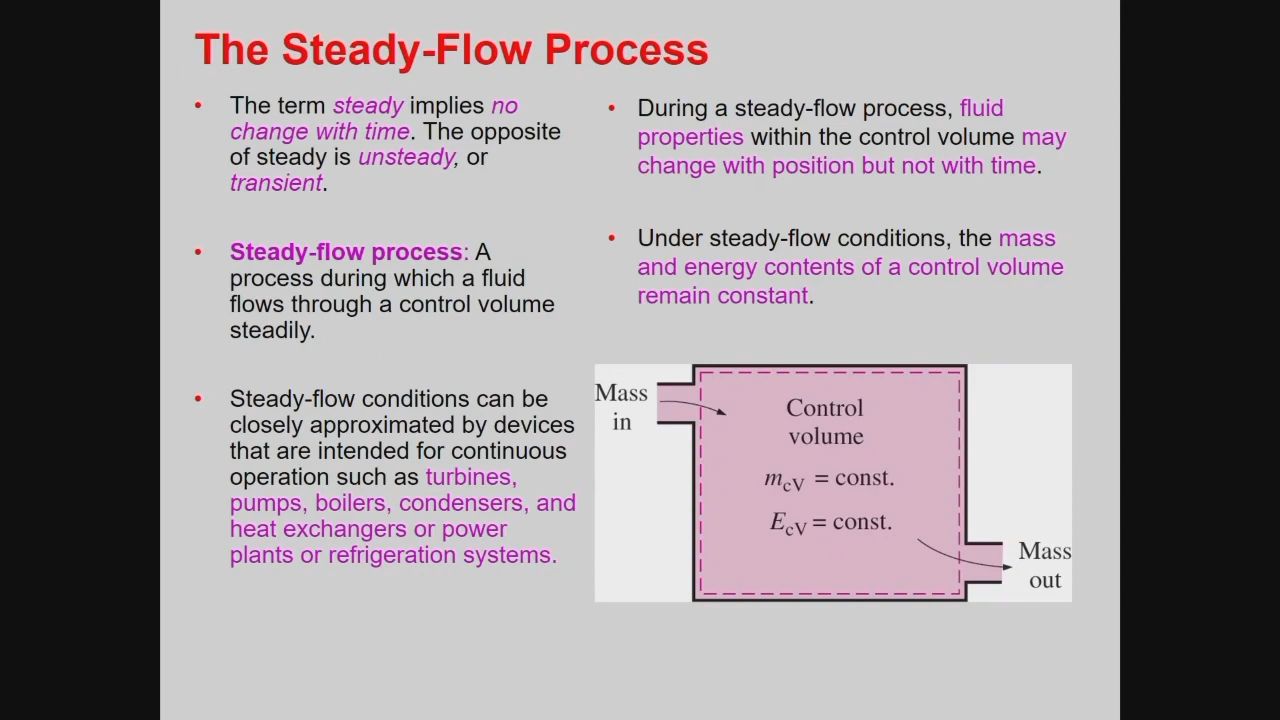 The Steady-Flow Process
• The term steady implies no
change with time. The opposite
of steady is unsteady, or
transient.
• Steady-flow process: A
process during which a fluid
flows through a control volume
steadily.
• Steady-flow conditions can be
closely approximated by devices
that are intended for continuous
operation such as turbines,
pumps, boilers, condensers, and
heat exchangers or power
plants or refrigeration systems.
• During a steady-flow process, fluid
properties within the control volume may
change with position but not with time.
• Under steady-flow conditions, the mass
and energy contents of a control volume
remain constant.
Mass
in
Control
volume
mcV = const.
EcV = const.
Mass
out